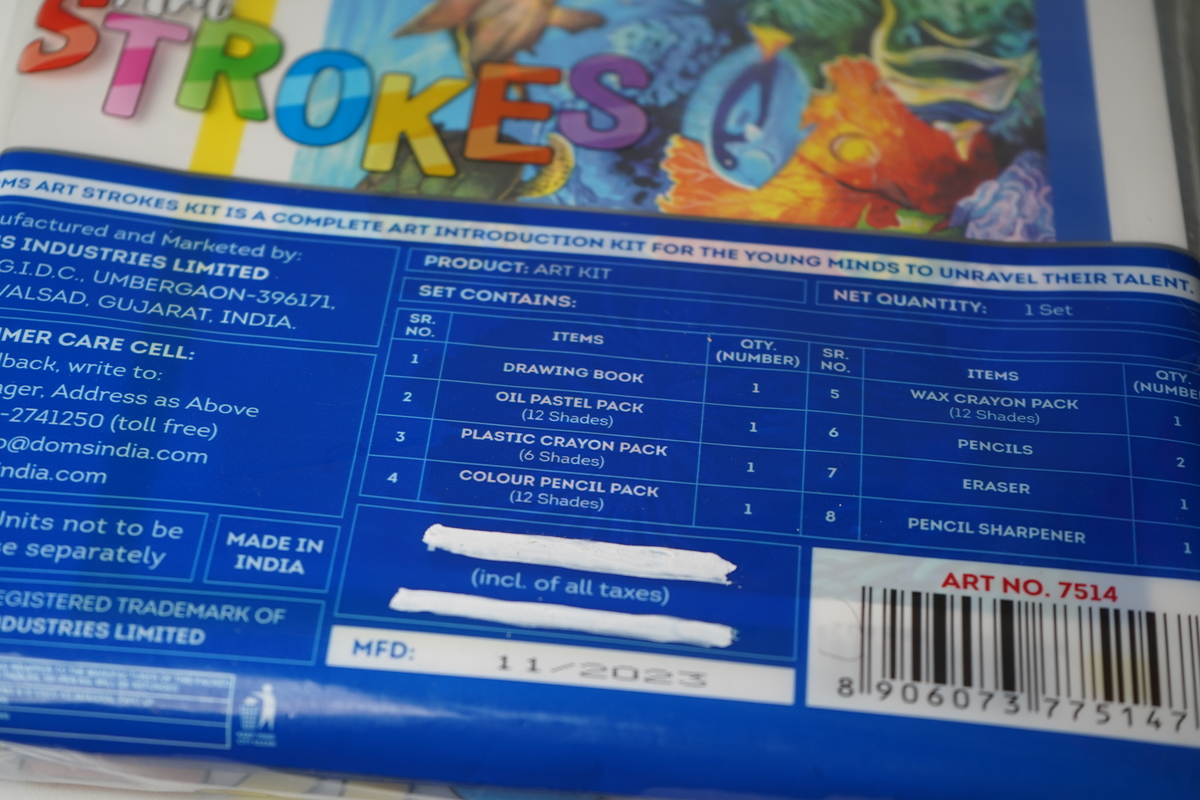 STROKES
MS ART STROKES KIT IS A COMPLETE ART INTRODUCTION KIT FOR THE YOUNG MINDS TO UNRAVEL THEIR TALENT.
ufactured and Marketed by:
S INDUSTRIES LIMITED
G.I.D.C., UMBERGAON-396171,
VALSAD, GUJARAT, INDIA.
MER CARE CELL:
dback, write to:
ager, Address as Above
-2741250 (toll free)
o@domsindia.com
india.com
Units not to be
e separately
MADE IN
INDIA
EGISTERED TRADEMARK OF
DUSTRIES LIMITED
PRODUCT: ART KIT
SET CONTAINS:
NET QUANTITY: 1 Set
SR. NO. ITEMS QTY. (NUMBER) SR. NO. ITEMS QTY. (NUMBE
1 DRAWING BOOK 1 5 WAX CRAYON PACK (12 Shades) 1
2 OIL PASTEL PACK (12 Shades) 1 6 PENCILS 2
3 PLASTIC CRAYON PACK (6 Shades) 1 7 ERASER 1
4 COLOUR PENCIL PACK (12 Shades) 1 8 PENCIL SHARPENER 1
(incl. of all taxes)
MFD: 11/2023
ART NO. 7514
8 906073 775147